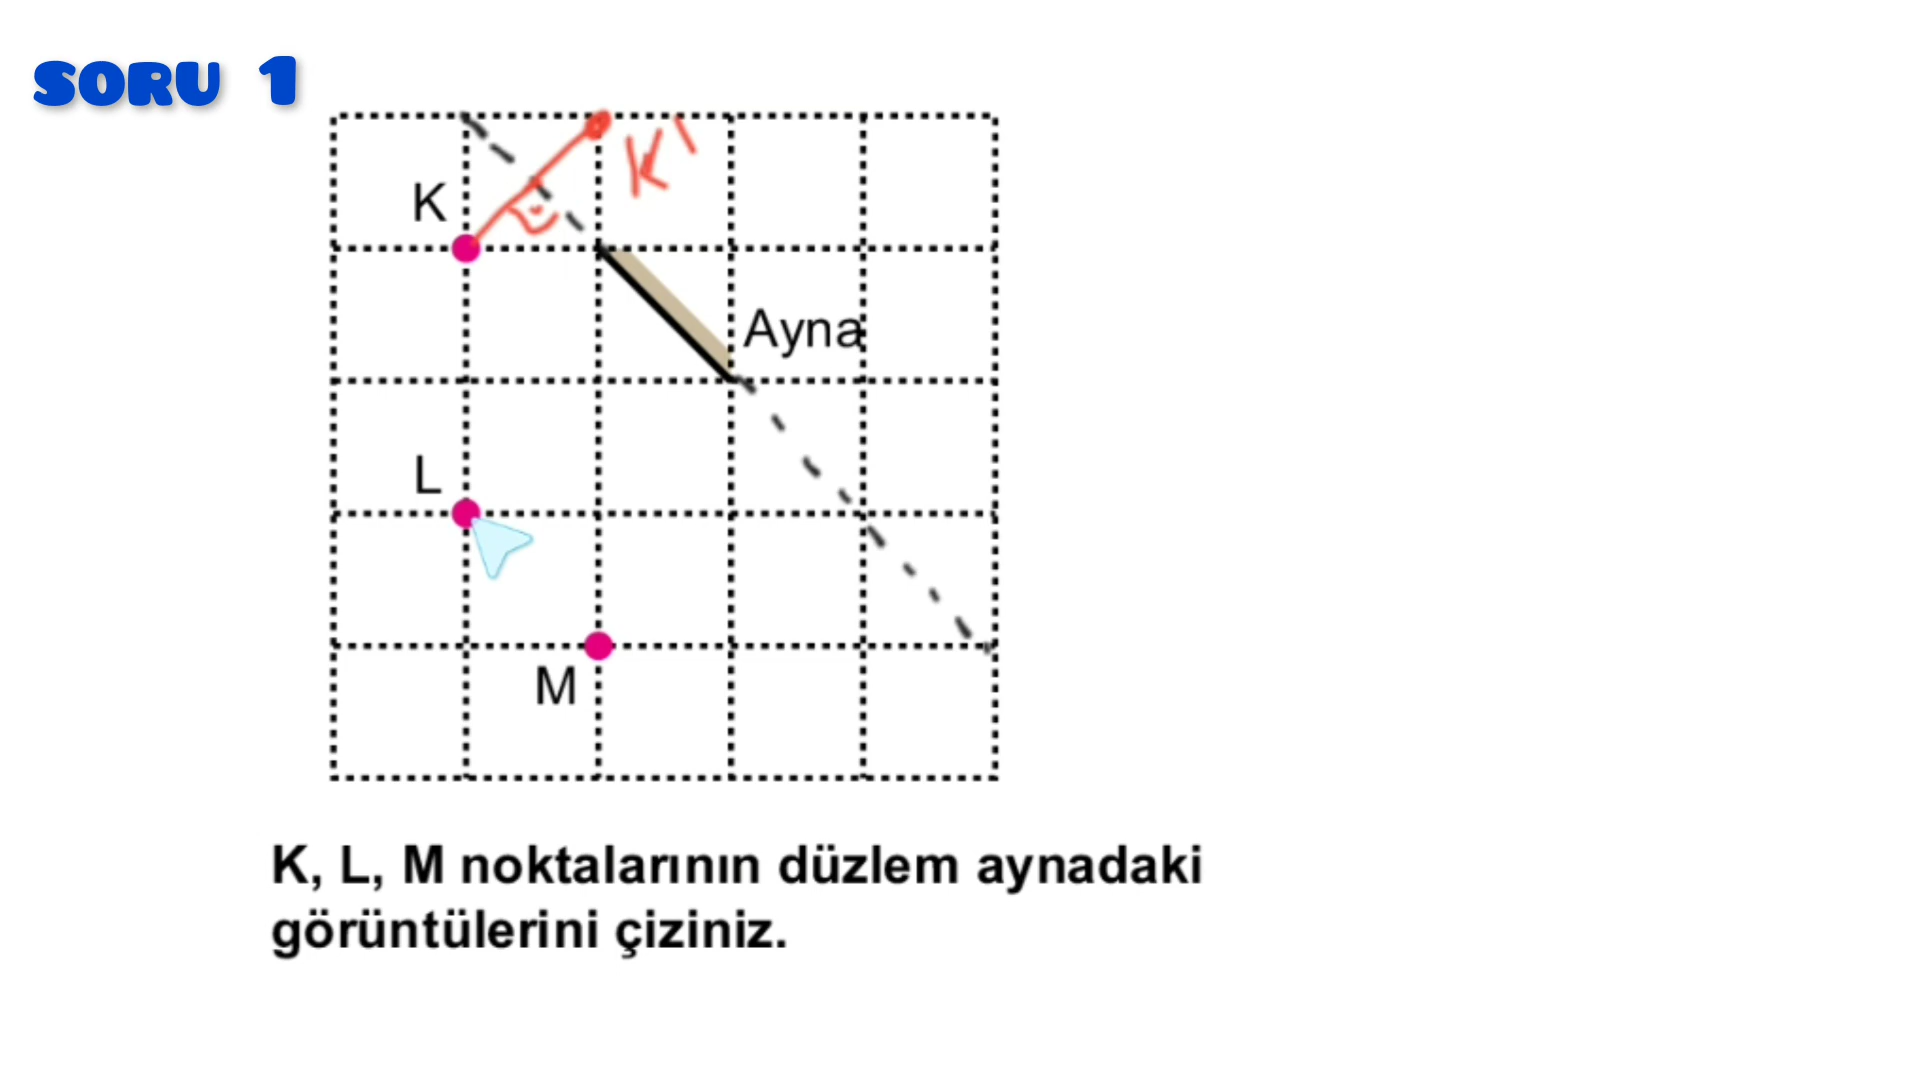 SORU 1
K
K'
Ayna
L
M
K, L, M noktalarının düzlem aynadaki
görüntülerini çiziniz.